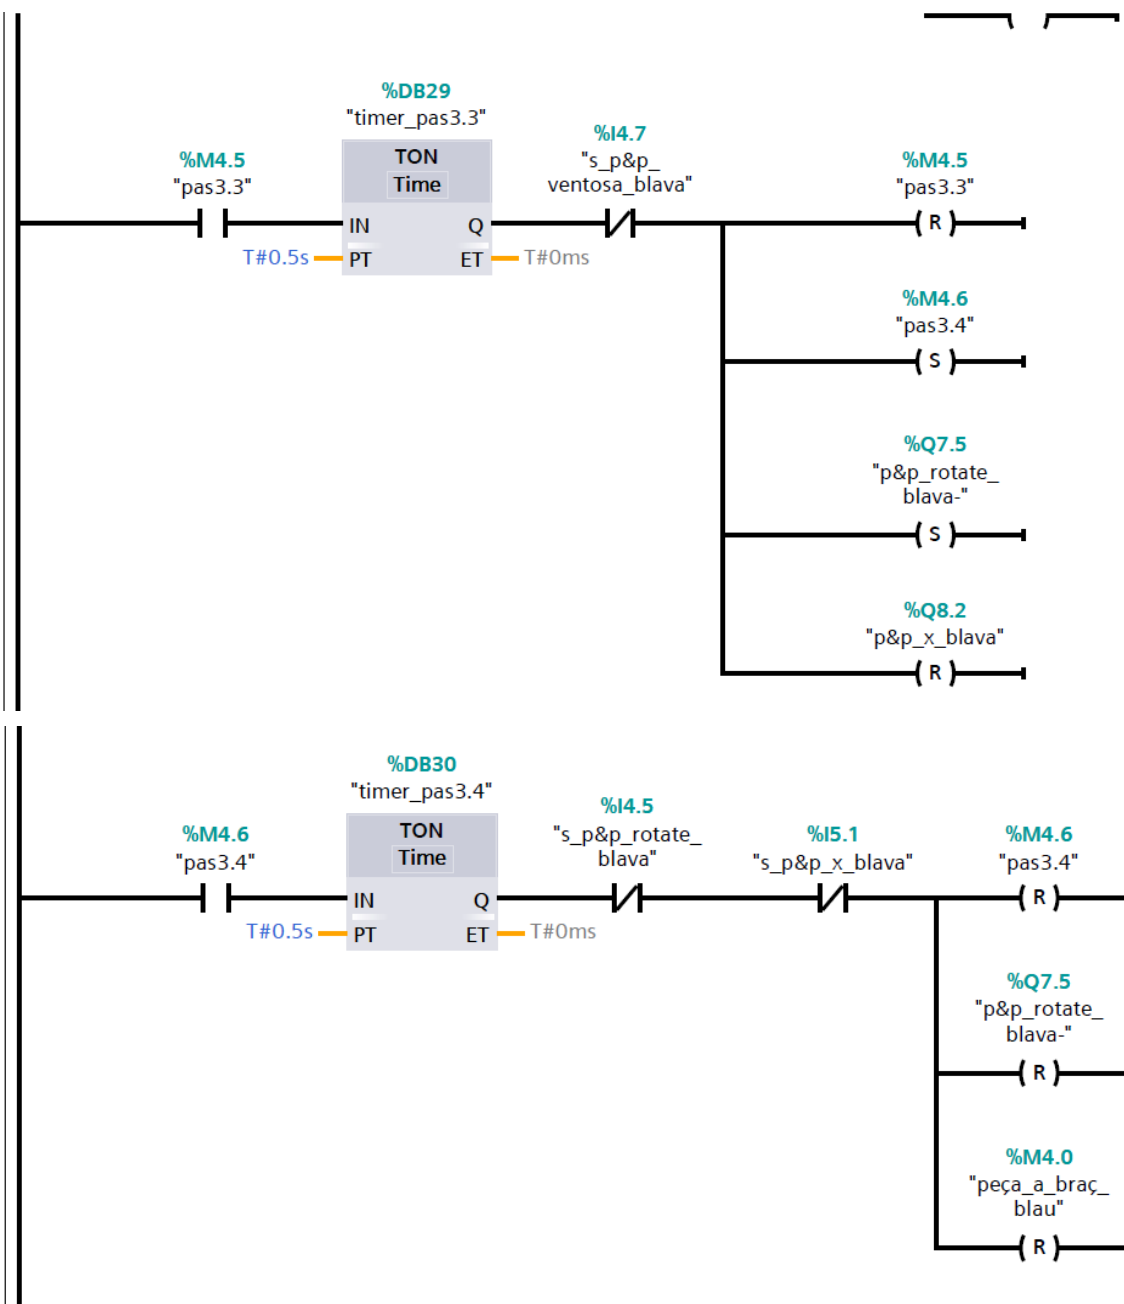 %DB29
"timer_pas3.3"
%I4.7
"s_p&p_
ventosa_blava"
%M4.5
"pas3.3"
TON
Time
%M4.5
"pas3.3"
IN Q
( R )
T#0.5s PT ET T#0ms
%M4.6
"pas3.4"
( S )
%Q7.5
"p&p_rotate_
blava-"
( S )
%Q8.2
"p&p_x_blava"
( R )
%DB30
"timer_pas3.4"
%I4.5
"s_p&p_rotate_
blava"
%M4.6
"pas3.4"
TON
Time
%I5.1
"s_p&p_x_blava"
%M4.6
"pas3.4"
IN Q
( R )
T#0.5s PT ET T#0ms
%Q7.5
"p&p_rotate_
blava-"
( R )
%M4.0
"peça_a_braç_
blau"
( R )